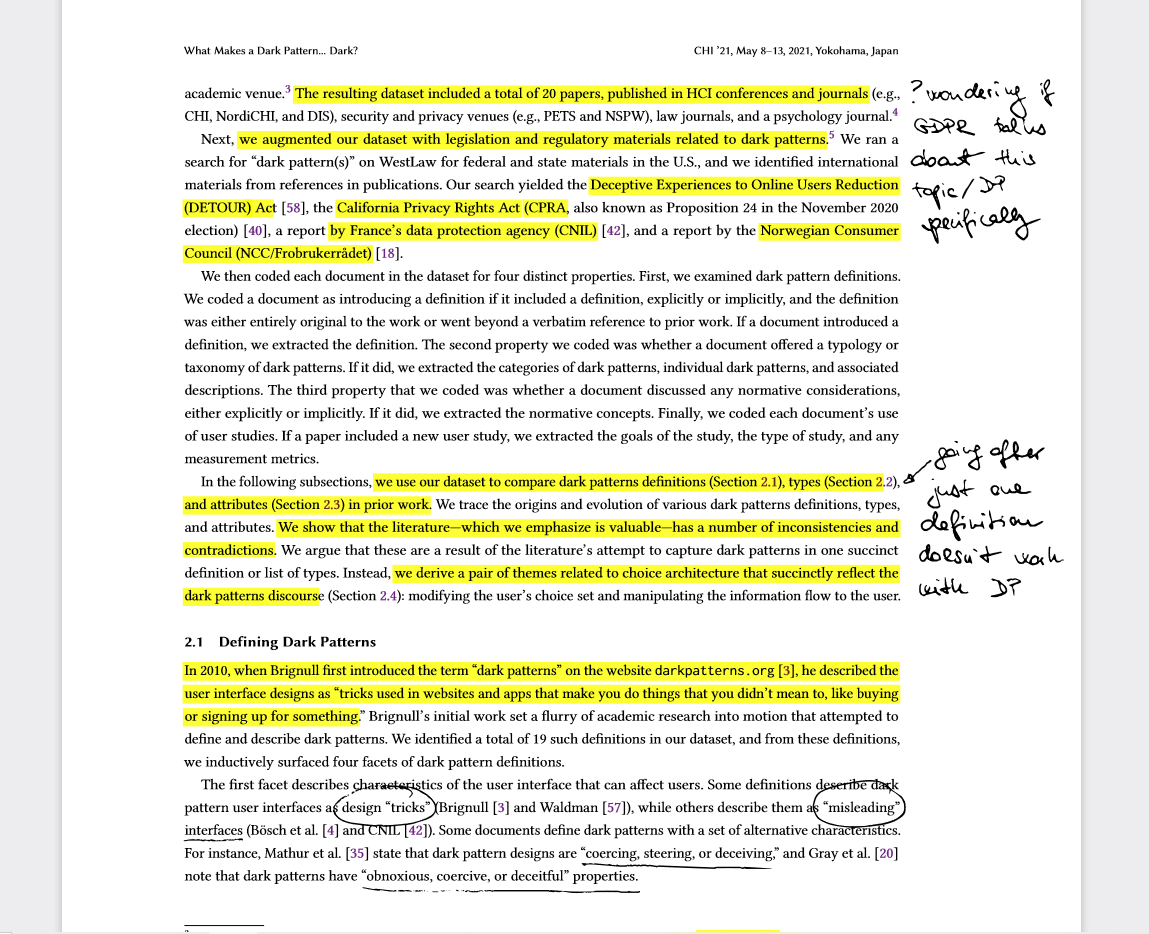 What Makes a Dark Pattern... Dark?
CHI ’21, May 8–13, 2021, Yokohama, Japan
academic venue.3 The resulting dataset included a total of 20 papers, published in HCI conferences and journals (e.g.,
CHI, NordiCHI, and DIS), security and privacy venues (e.g., PETS and NSPW), law journals, and a psychology journal.4
Next, we augmented our dataset with legislation and regulatory materials related to dark patterns.5 We ran a
search for “dark pattern(s)” on WestLaw for federal and state materials in the U.S., and we identified international
materials from references in publications. Our search yielded the Deceptive Experiences to Online Users Reduction
(DETOUR) Act [58], the California Privacy Rights Act (CPRA, also known as Proposition 24 in the November 2020
election) [40], a report by France’s data protection agency (CNIL) [42], and a report by the Norwegian Consumer
Council (NCC/Frobrukerrådet) [18].
? wondering if
GDPR talks
about this
topic/DP
specifically
We then coded each document in the dataset for four distinct properties. First, we examined dark pattern definitions.
We coded a document as introducing a definition if it included a definition, explicitly or implicitly, and the definition
was either entirely original to the work or went beyond a verbatim reference to prior work. If a document introduced a
definition, we extracted the definition. The second property we coded was whether a document offered a typology or
taxonomy of dark patterns. If it did, we extracted the categories of dark patterns, individual dark patterns, and associated
descriptions. The third property that we coded was whether a document discussed any normative considerations,
either explicitly or implicitly. If it did, we extracted the normative concepts. Finally, we coded each document’s use
of user studies. If a paper included a new user study, we extracted the goals of the study, the type of study, and any
measurement metrics.
In the following subsections, we use our dataset to compare dark patterns definitions (Section 2.1), types (Section 2.2),
and attributes (Section 2.3) in prior work. We trace the origins and evolution of various dark patterns definitions, types,
and attributes. We show that the literature—which we emphasize is valuable—has a number of inconsistencies and
contradictions. We argue that these are a result of the literature’s attempt to capture dark patterns in one succinct
definition or list of types. Instead, we derive a pair of themes related to choice architecture that succinctly reflect the
dark patterns discourse (Section 2.4): modifying the user’s choice set and manipulating the information flow to the user.
going after
just one
definition
doesn't work
with DP
2.1 Defining Dark Patterns
In 2010, when Brignull first introduced the term “dark patterns” on the website darkpatterns.org [3], he described the
user interface designs as “tricks used in websites and apps that make you do things that you didn’t mean to, like buying
or signing up for something.” Brignull’s initial work set a flurry of academic research into motion that attempted to
define and describe dark patterns. We identified a total of 19 such definitions in our dataset, and from these definitions,
we inductively surfaced four facets of dark pattern definitions.
The first facet describes characteristics of the user interface that can affect users. Some definitions describe dark
pattern user interfaces as design “tricks” (Brignull [3] and Waldman [57]), while others describe them as “misleading”
interfaces (Bösch et al. [4] and CNIL [42]). Some documents define dark patterns with a set of alternative characteristics.
For instance, Mathur et al. [35] state that dark pattern designs are “coercing, steering, or deceiving,” and Gray et al. [20]
note that dark patterns have “obnoxious, coercive, or deceitful” properties.